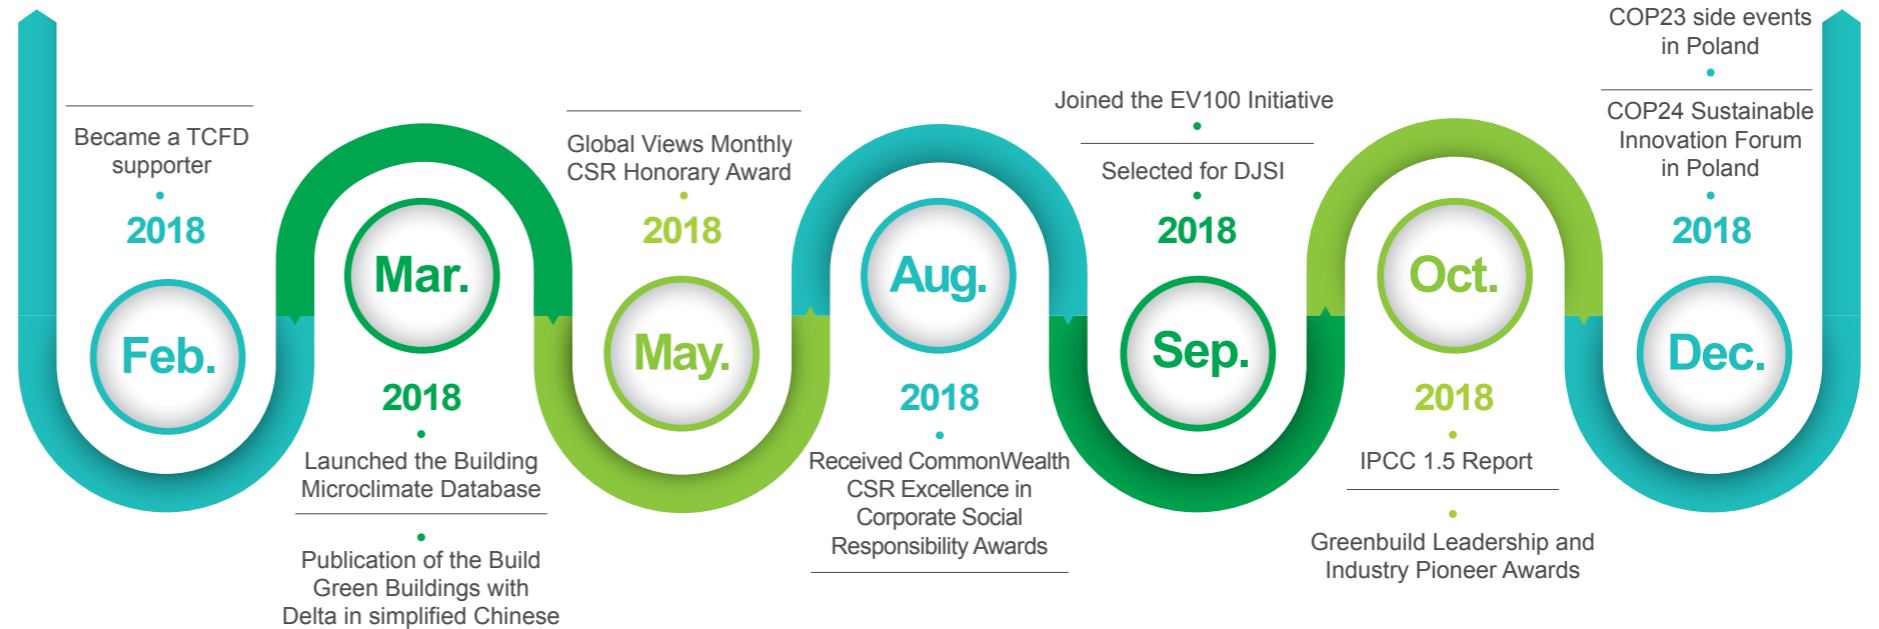 Became a TCFD
supporter
2018
Feb.
Mar.
2018
Launched the Building
Microclimate Database
Publication of the Build
Green Buildings with
Delta in simplified Chinese
Global Views Monthly
CSR Honorary Award
2018
May.
Aug.
2018
Received CommonWealth
CSR Excellence in
Corporate Social
Responsibility Awards
Joined the EV100 Initiative
Selected for DJSI
2018
Sep.
Oct.
2018
IPCC 1.5 Report
Greenbuild Leadership and
Industry Pioneer Awards
COP23 side events
in Poland
COP24 Sustainable
Innovation Forum
in Poland
2018
Dec.